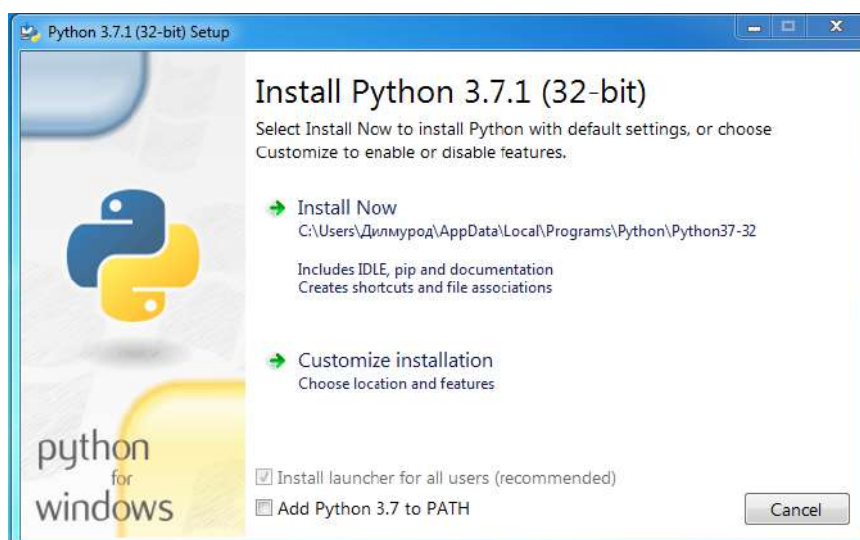 Python 3.7.1 (32-bit) Setup
Install Python 3.7.1 (32-bit)
Select Install Now to install Python with default settings, or choose
Customize to enable or disable features.
Install Now
C:\Users\Дилмурод\AppData\Local\Programs\Python\Python37-32
Includes IDLE, pip and documentation
Creates shortcuts and file associations
Customize installation
Choose location and features
python
for
windows
Install launcher for all users (recommended)
Add Python 3.7 to PATH
Cancel